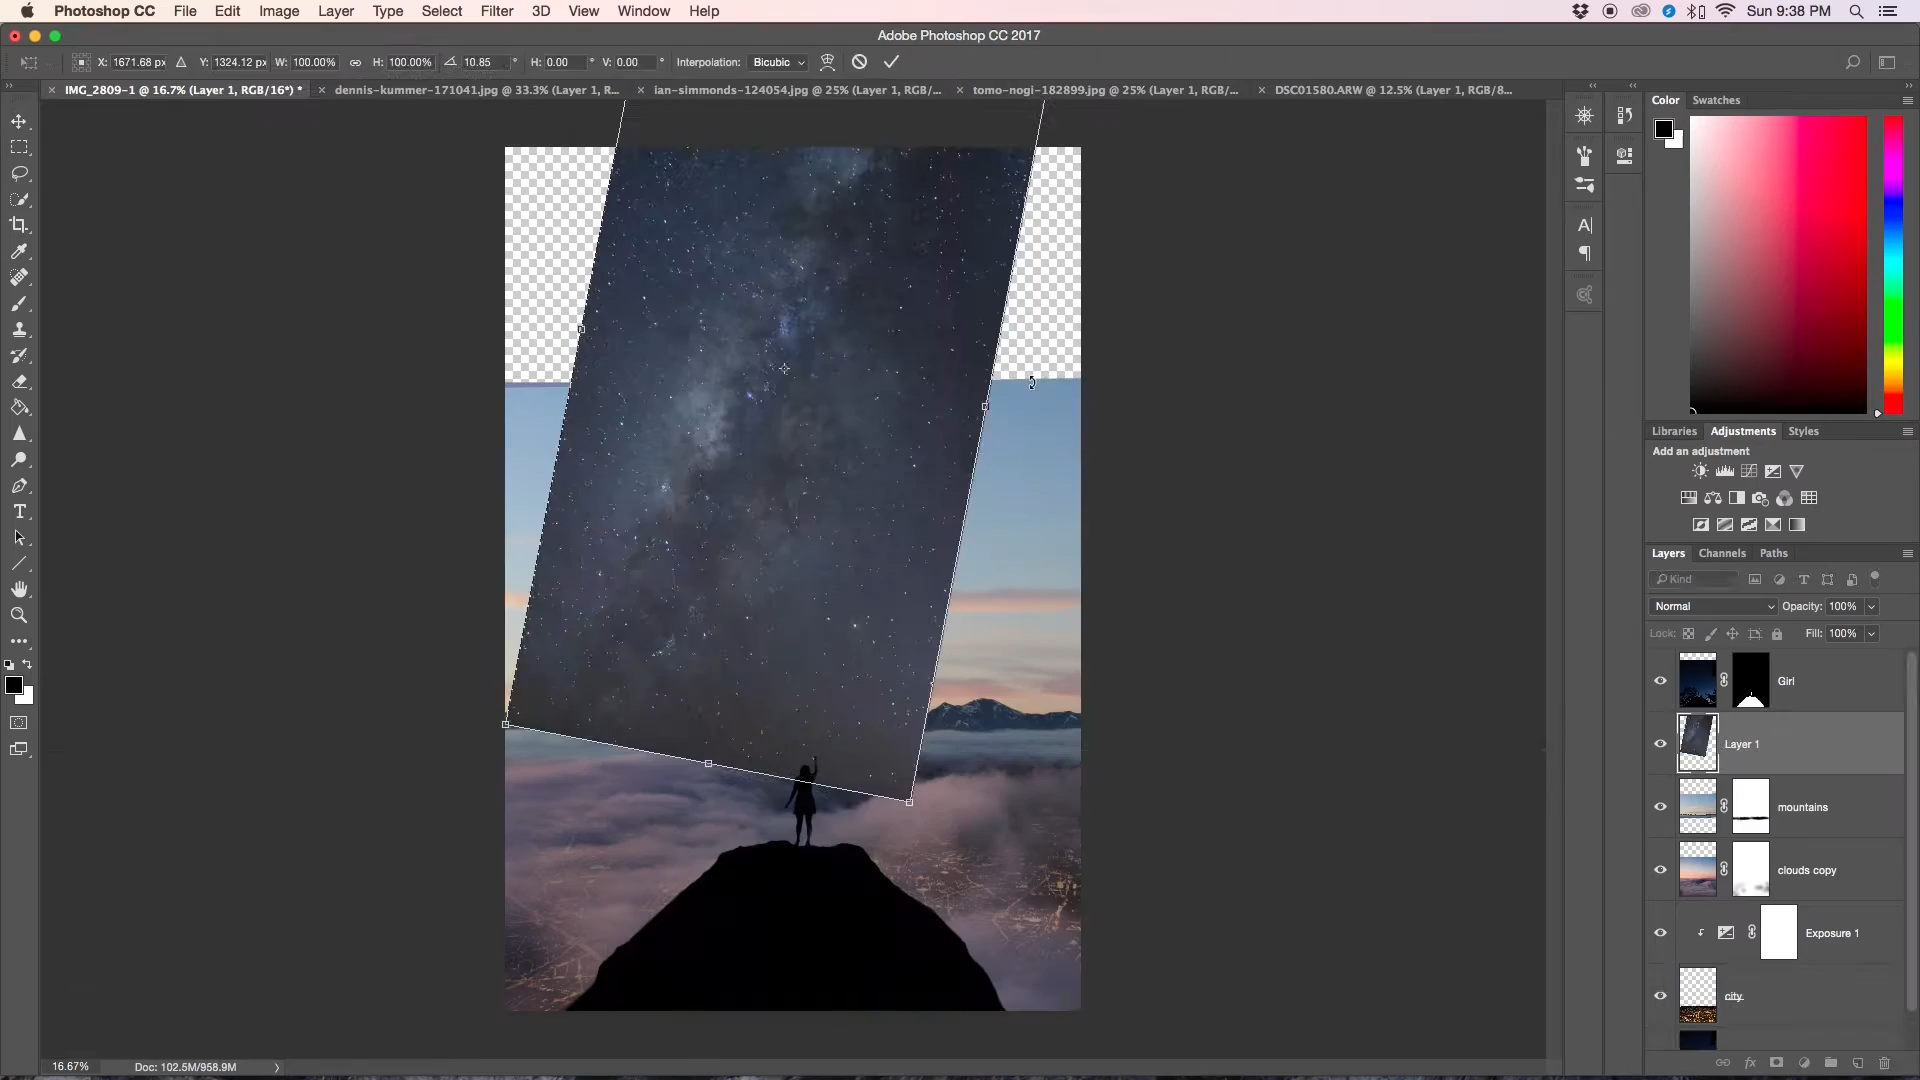 Photoshop CC File Edit Image Layer Type Select Filter 3D View Window Help Sun 9:38 PM
Adobe Photoshop CC 2017
X: 1671.68 px Y: 1324.12 px W: 100.00% H: 100.00% 10.85 ° H: 0.00 ° V: 0.00 ° Interpolation: Bicubic
IMG_2809-1 @ 16.7% (Layer 1, RGB/16*) * dennis-kummer-171041.jpg @ 33.3% (Layer 1, R... ian-simmonds-124054.jpg @ 25% (Layer 1, RGB/... tomo-nogi-182899.jpg @ 25% (Layer 1, RGB/... DSC01580.ARW @ 12.5% (Layer 1, RGB/8...
Color Swatches
Libraries Adjustments Styles
Add an adjustment
Layers Channels Paths
Kind
Normal Opacity: 100%
Lock: Fill: 100%
Girl
Layer 1
mountains
clouds copy
Exposure 1
city
16.67% Doc: 102.5M/958.9M